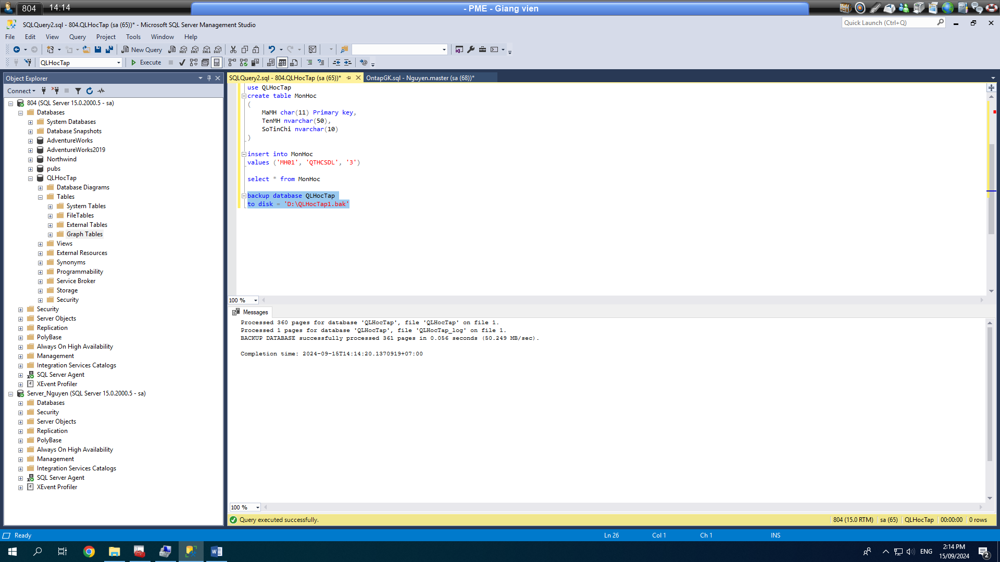 804 14:14 - PME - Giang vien
SQLQuery2.sql - 804.QLHocTap (sa (65))* - Microsoft SQL Server Management Studio
Quick Launch (Ctrl+Q)
File Edit View Query Project Tools Window Help
New Query MDX DMX XMLA DAX
QLHocTap Execute
Object Explorer
Connect
804 (SQL Server 15.0.2000.5 - sa)
Databases
System Databases
Database Snapshots
AdventureWorks
AdventureWorks2019
Northwind
pubs
QLHocTap
Database Diagrams
Tables
System Tables
FileTables
External Tables
Graph Tables
Views
External Resources
Synonyms
Programmability
Service Broker
Storage
Security
Security
Server Objects
Replication
PolyBase
Always On High Availability
Management
Integration Services Catalogs
SQL Server Agent
XEvent Profiler
Server_Nguyen (SQL Server 15.0.2000.5 - sa)
Databases
Security
Server Objects
Replication
PolyBase
Always On High Availability
Management
Integration Services Catalogs
SQL Server Agent
XEvent Profiler
SQLQuery2.sql - 804.QLHocTap (sa (65))* OntapGK.sql - Nguyen.master (sa (68))*
use QLHocTap
create table MonHoc
(
MaMH char(11) Primary key,
TenMH nvarchar(50),
SoTinChi nvarchar(10)
)
insert into MonHoc
values ('MH01', 'QTHCSDL', '3')
select * from MonHoc
backup database QLHocTap
to disk = 'D:\QLHocTap1.bak'
100 %
Messages
Processed 360 pages for database 'QLHocTap', file 'QLHocTap' on file 1.
Processed 1 pages for database 'QLHocTap', file 'QLHocTap_log' on file 1.
BACKUP DATABASE successfully processed 361 pages in 0.056 seconds (50.249 MB/sec).
Completion time: 2024-09-15T14:14:20.1370919+07:00
100 %
Query executed successfully. 804 (15.0 RTM) sa (65) QLHocTap 00:00:00 0 rows
Ready Ln 26 Col 1 Ch 1 INS
ENG 2:14 PM
15/09/2024 2